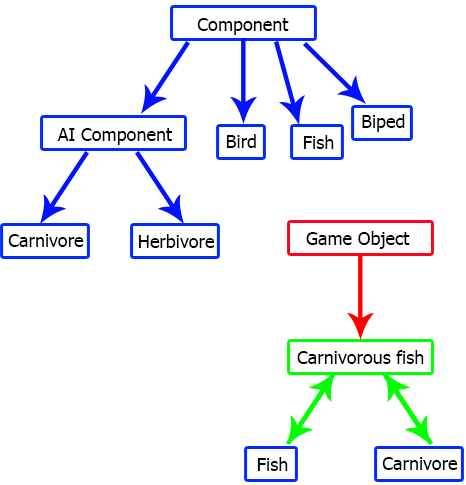 Component
AI Component
Bird
Fish
Biped
Carnivore
Herbivore
Game Object
Carnivorous fish
Fish
Carnivore